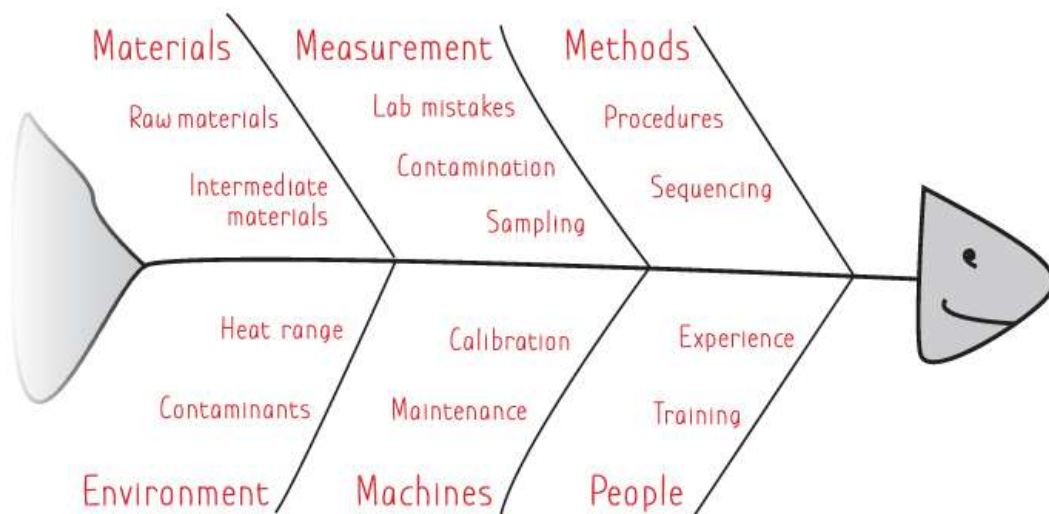 Materials
Measurement
Methods
Raw materials
Lab mistakes
Procedures
Contamination
Intermediate
materials
Sequencing
Sampling
Heat range
Calibration
Experience
Contaminants
Maintenance
Training
Environment
Machines
People